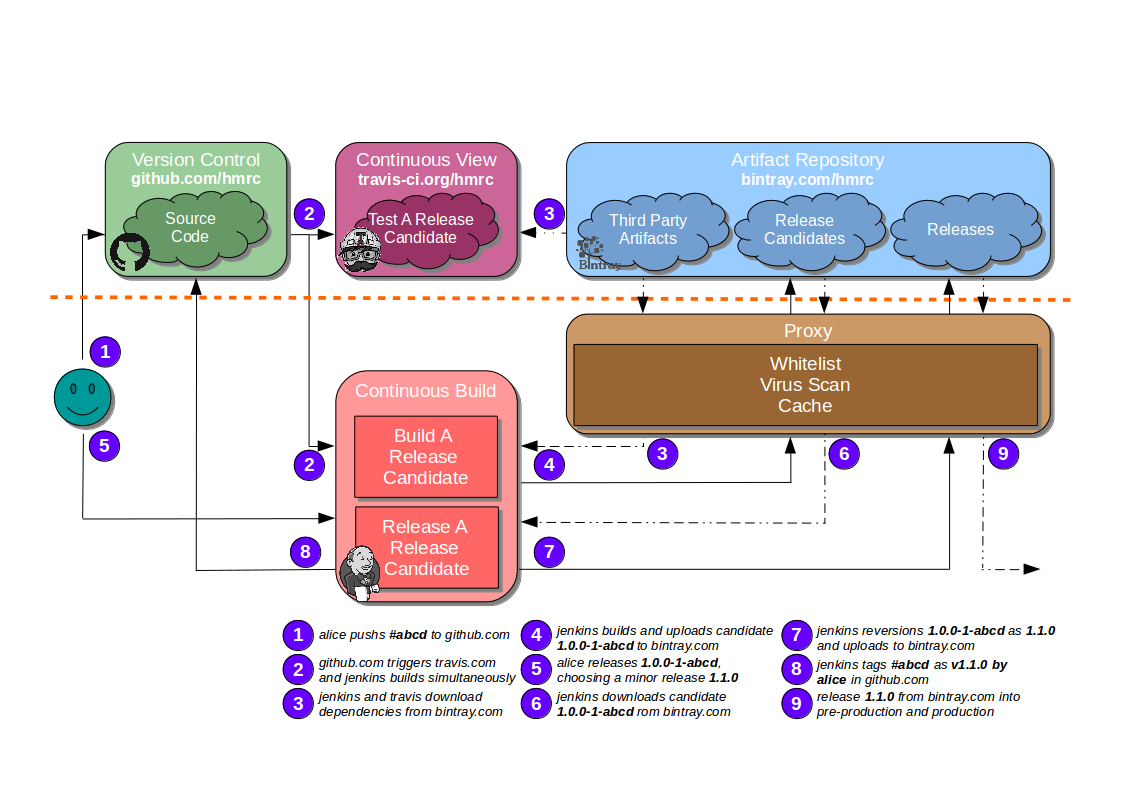 Version Control
github.com/hmrc
Source
Code
2
Continuous View
travis-ci.org/hmrc
Test A Release
Candidate
T
3
Artifact Repository
bintray.com/hmrc
Third Party
Artifacts
Bintray
Release
Candidates
Releases
1
5
Proxy
Whitelist
Virus Scan
Cache
Continuous Build
Build A
Release
Candidate
Release A
Release
Candidate
2
4
3
6
9
8
7
1 alice pushs #abcd to github.com
2 github.com triggers travis.com
and jenkins builds simultaneously
3 jenkins and travis download
dependencies from bintray.com
4 jenkins builds and uploads candidate
1.0.0-1-abcd to bintray.com
5 alice releases 1.0.0-1-abcd,
choosing a minor release 1.1.0
6 jenkins downloads candidate
1.0.0-1-abcd rom bintray.com
7 jenkins reversions 1.0.0-1-abcd as 1.1.0
and uploads to bintray.com
8 jenkins tags #abcd as v1.1.0 by
alice in github.com
9 release 1.1.0 from bintray.com into
pre-production and production